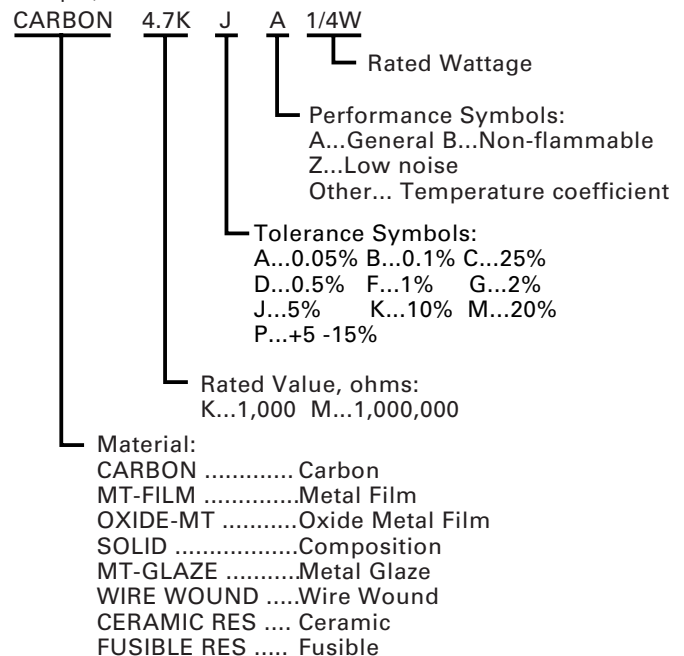 CARBON 4.7K J A 1/4W
Rated Wattage
Performance Symbols:
A...General B...Non-flammable
Z...Low noise
Other... Temperature coefficient
Tolerance Symbols:
A...0.05% B...0.1% C...25%
D...0.5% F...1% G...2%
J...5% K...10% M...20%
P...+5 -15%
Rated Value, ohms:
K...1,000 M...1,000,000
Material:
CARBON ............. Carbon
MT-FILM ..............Metal Film
OXIDE-MT ...........Oxide Metal Film
SOLID ..................Composition
MT-GLAZE ...........Metal Glaze
WIRE WOUND .....Wire Wound
CERAMIC RES .... Ceramic
FUSIBLE RES ..... Fusible